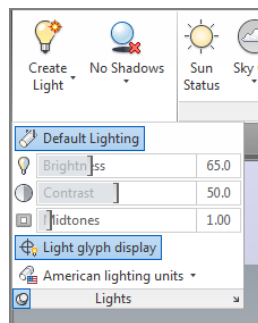 Create Light
No Shadows
Sun Status
Sky
Default Lighting
Brightness 65.0
Contrast 50.0
Midtones 1.00
Light glyph display
American lighting units
Lights